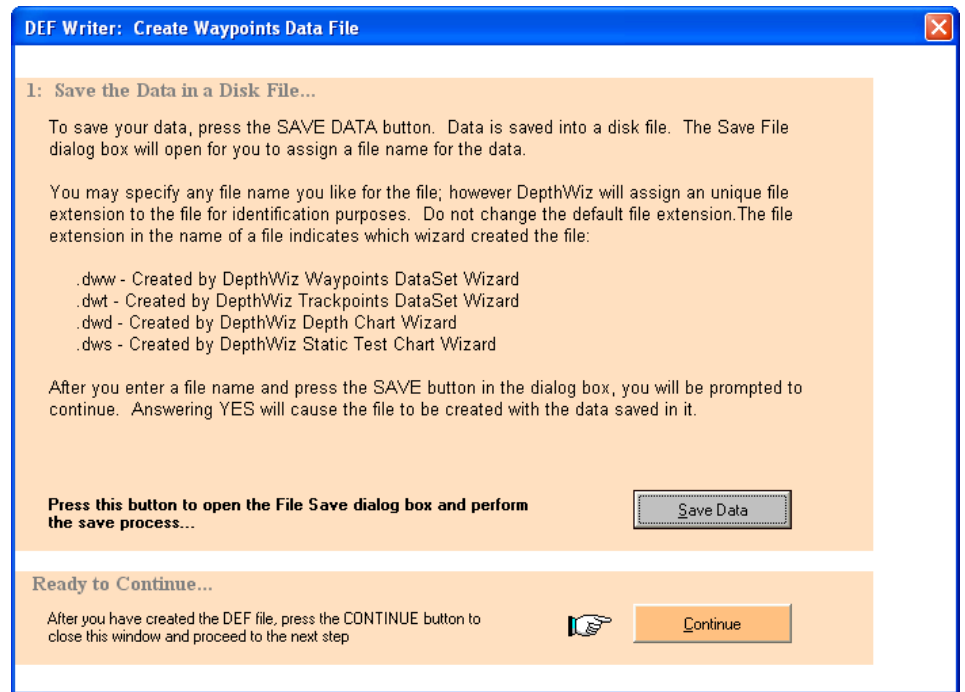 DEF Writer: Create Waypoints Data File
1: Save the Data in a Disk File...
To save your data, press the SAVE DATA button. Data is saved into a disk file. The Save File
dialog box will open for you to assign a file name for the data.
You may specify any file name you like for the file; however DepthWiz will assign an unique file
extension to the file for identification purposes. Do not change the default file extension.The file
extension in the name of a file indicates which wizard created the file:
.dww - Created by DepthWiz Waypoints DataSet Wizard
.dwt - Created by DepthWiz Trackpoints DataSet Wizard
.dwd - Created by DepthWiz Depth Chart Wizard
.dws - Created by DepthWiz Static Test Chart Wizard
After you enter a file name and press the SAVE button in the dialog box, you will be prompted to
continue. Answering YES will cause the file to be created with the data saved in it.
Press this button to open the File Save dialog box and perform
the save process...
Save Data
Ready to Continue...
After you have created the DEF file, press the CONTINUE button to
close this window and proceed to the next step
Continue